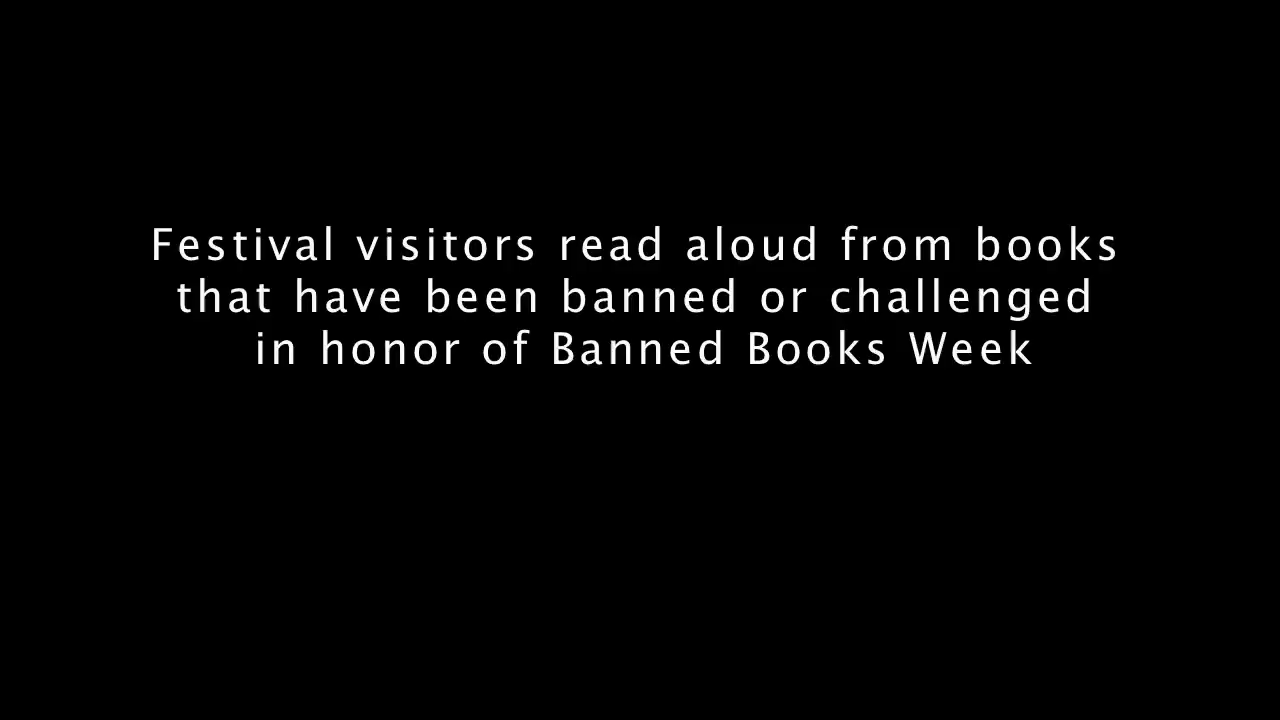 Festival visitors read aloud from books
that have been banned or challenged
in honor of Banned Books Week